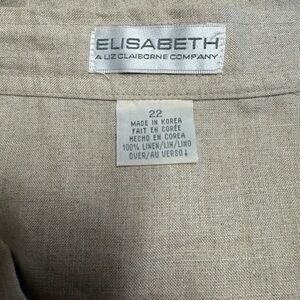 ELISABETH
A LIZ CLAIBORNE COMPANY
22
MADE IN KOREA
FAIT EN CORÉE
HECHO EN COREA
100% LINEN/LIN/LINO
OVER/AU VERSO↓